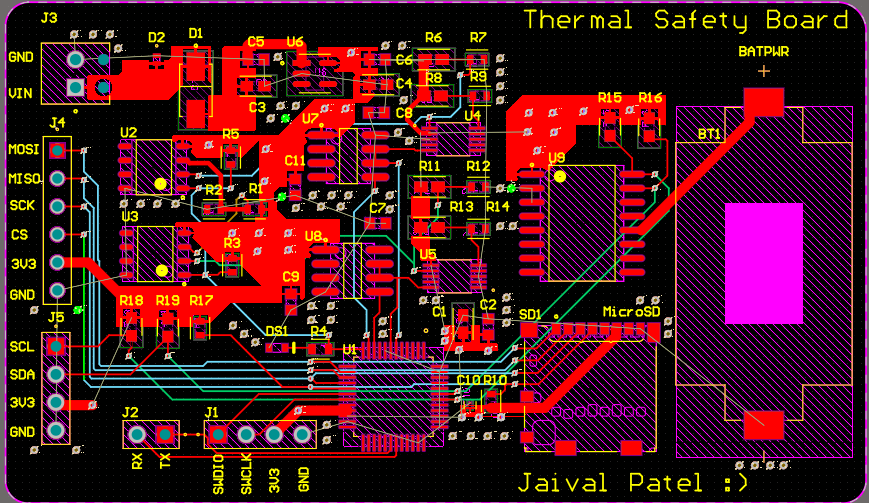 Thermal Safety Board
J3
D2
D1
C5
U6
C6
R6
R7
BATPWR
GND
VIN
C3
C4
R8
R9
R15
R16
J4
U2
R5
U7
C8
U4
BT1
MOSI
MISO
SCK
CS
3V3
GND
C11
U9
R2
R1
R11
R12
U3
C7
R13
R14
R3
U8
U5
C9
R18
R19
R17
C1
C2
SD1
MicroSD
J5
DS1
R4
U1
SCL
SDA
3V3
GND
C10
R10
J2
J1
RX
TX
SWDIO
SWCLK
3V3
GND
Jaival Patel :)